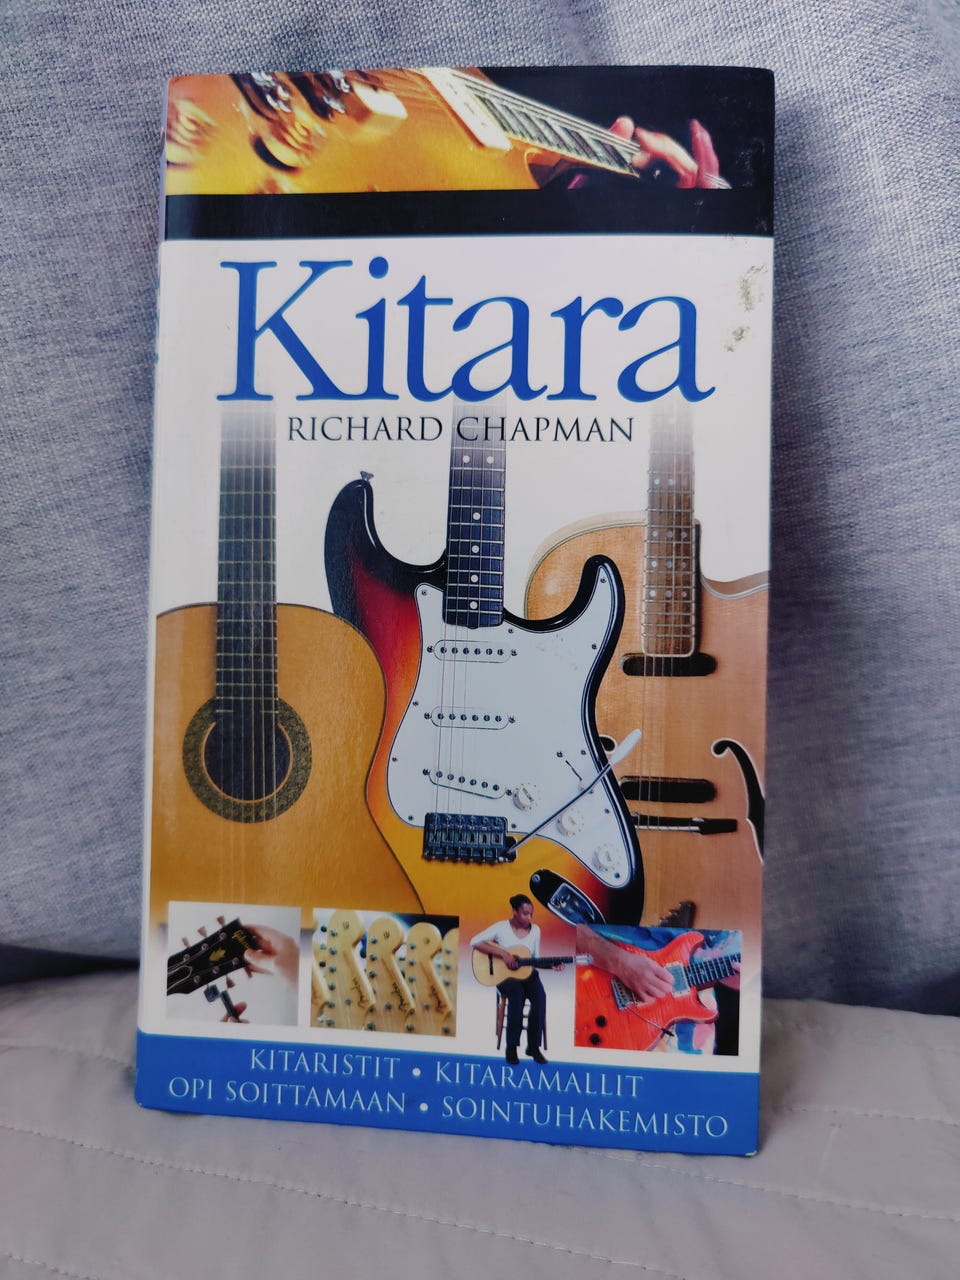 Kitara
RICHARD CHAPMAN
KITARISTIT • KITARAMALLIT
OPI SOITTAMAAN • SOINTUHAKEMISTO